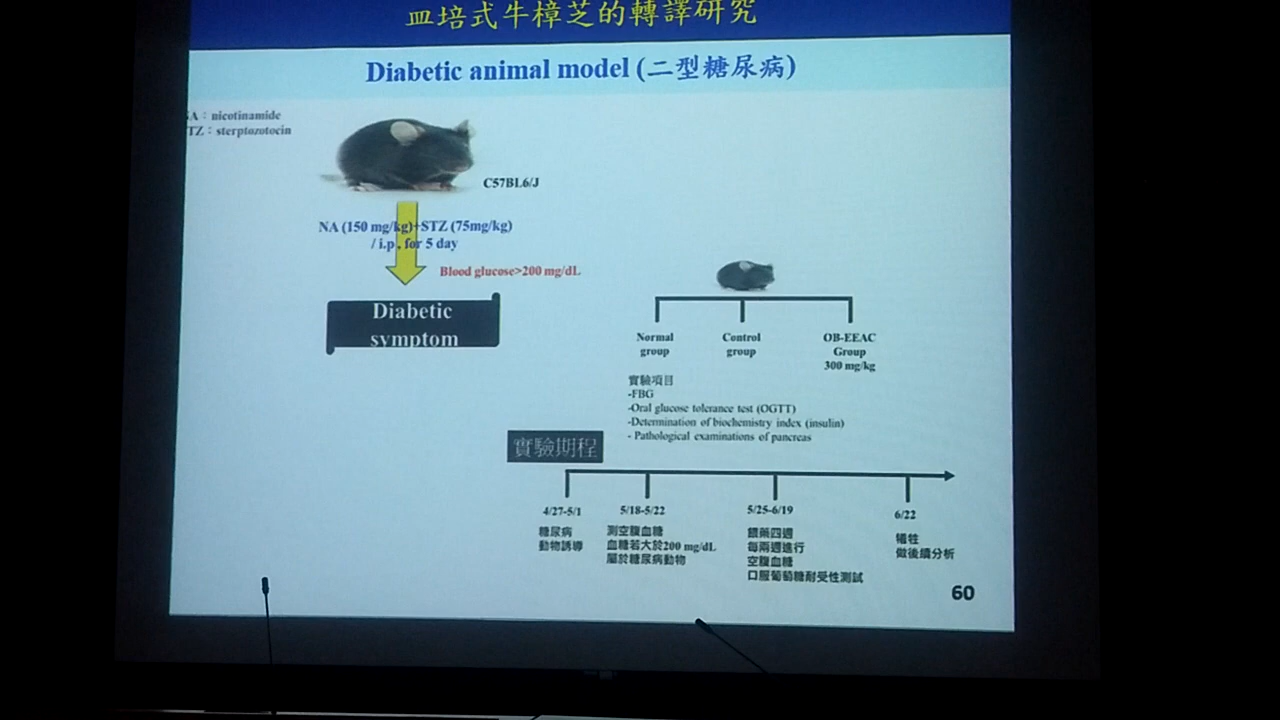 皿培式牛樟芝的轉譯研究
Diabetic animal model (二型糖尿病)
A：nicotinamide
TZ：sterptozotocin
C57BL6/J
NA (150 mg/kg)+STZ (75mg/kg)
/ i.p., for 5 day
Blood glucose>200 mg/dL
Diabetic
symptom
Normal
group
Control
group
OB-EEAC
Group
300 mg/kg
實驗項目
-FBG
-Oral glucose tolerance test (OGTT)
-Determination of biochemistry index (insulin)
- Pathological examinations of pancreas
實驗期程
4/27-5/1
糖尿病
動物誘導
5/18-5/22
測空腹血糖
血糖若大於200 mg/dL
屬於糖尿病動物
5/25-6/19
餵藥四週
每兩週進行
空腹血糖
口服葡萄糖耐受性測試
6/22
犧牲
做後續分析
60